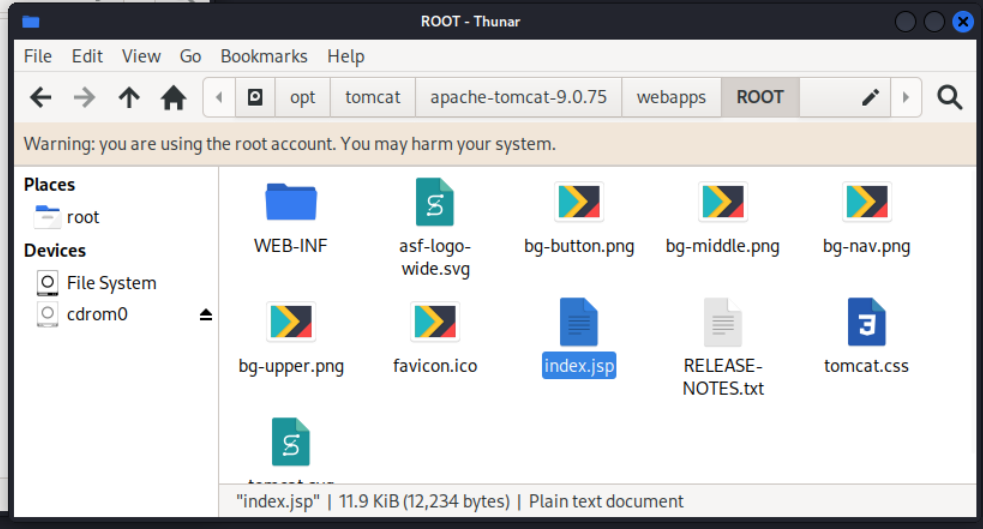 ROOT - Thunar
File Edit View Go Bookmarks Help
opt tomcat apache-tomcat-9.0.75 webapps ROOT
Warning: you are using the root account. You may harm your system.
Places
root
Devices
File System
cdrom0
WEB-INF
asf-logo-
wide.svg
bg-button.png
bg-middle.png
bg-nav.png
bg-upper.png
favicon.ico
index.jsp
RELEASE-
NOTES.txt
tomcat.css
tomcat.svg
"index.jsp" | 11.9 KiB (12,234 bytes) | Plain text document